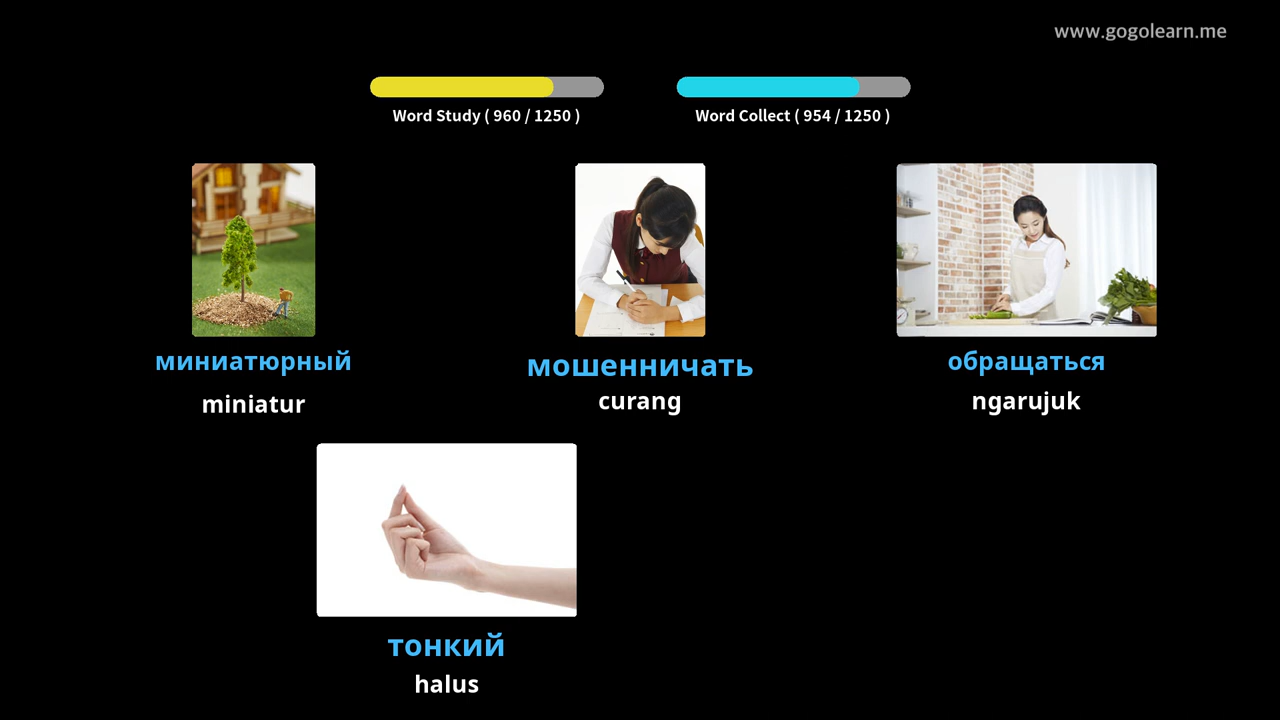 www.gogolearn.me
Word Study ( 960 / 1250 )
Word Collect ( 954 / 1250 )
миниатюрный
miniatur
мошенничать
curang
обращаться
ngarujuk
тонкий
halus